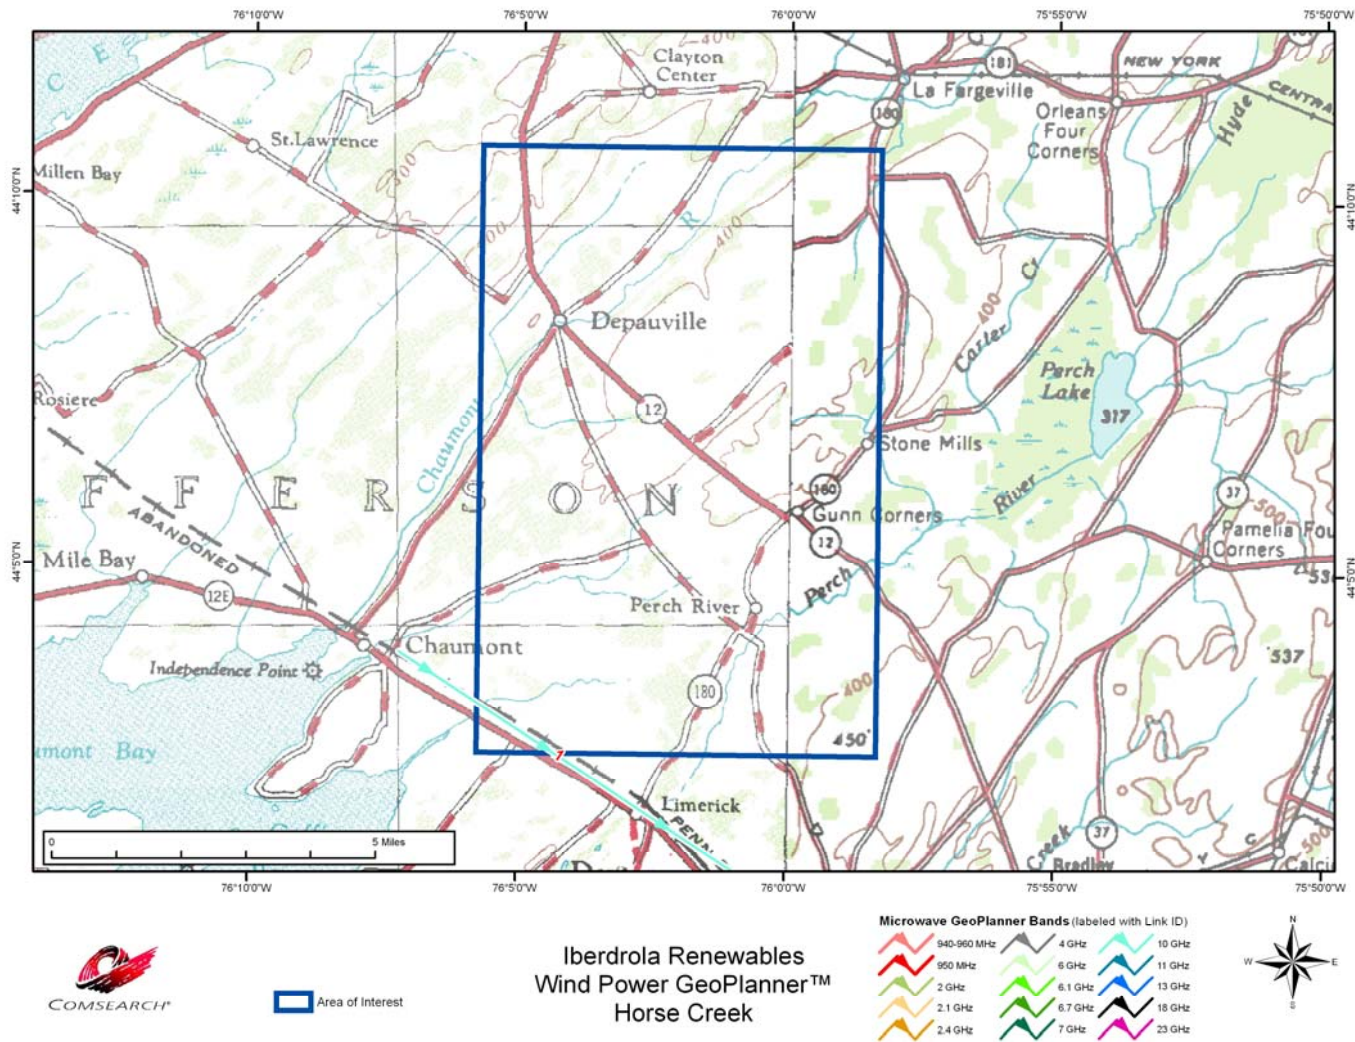 76°10'0"W 76°5'0"W 76°0'0"W 75°55'0"W 75°50'0"W
44°10'0"N
44°5'0"N
44°10'0"N
44°5'0"N
Clayton
Center
St.Lawrence
Millen Bay
400
400
400
400
R
181
NEW YORK
CENTRA
La Fargeville
180
Orleans
Four
Corners
Hyde
Depauville
400
Carter
Cr
Perch
Lake
317
Rosiere
12
Chaumont
Stone Mills
F F E R S O N
180
River
37
500
Gunn Corners
Pamelia Fou
Corners
12
ABANDONED
Mile Bay
12E
Perch River
Perch
Chaumont
Independence Point
537
180
400
450
umont Bay
1
Limerick
PENN
Creek
37
500
Bradley
Calci
0 5 Miles
76°10'0"W 76°5'0"W 76°0'0"W 75°55'0"W 75°50'0"W
COMSEARCH®
Area of Interest
Iberdrola Renewables
Wind Power GeoPlanner™
Horse Creek
Microwave GeoPlanner Bands (labeled with Link ID)
940-960 MHz 4 GHz 10 GHz
950 MHz 6 GHz 11 GHz
2 GHz 6.1 GHz 13 GHz
2.1 GHz 6.7 GHz 18 GHz
2.4 GHz 7 GHz 23 GHz
N
W E
S